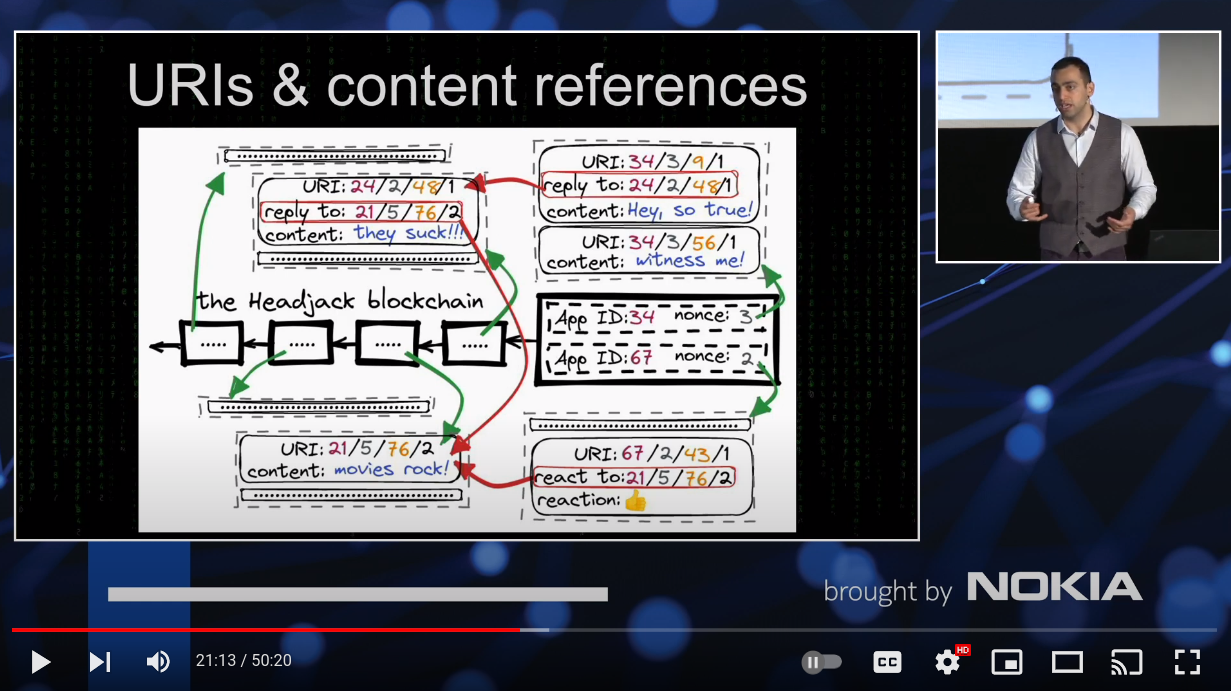 URIs & content references
URI: 24/2/48/1
reply to: 21/5/76/2
content: they suck!!!
URI: 34/3/9/1
reply to: 24/2/48/1
content: Hey, so true!
URI: 34/3/56/1
content: witness me!
the Headjack blockchain
.....
.....
.....
.....
App ID: 34 nonce: 3
App ID: 67 nonce: 2
URI: 21/5/76/2
content: movies rock!
URI: 67/2/43/1
react to: 21/5/76/2
reaction: 👍
brought by NOKIA
21:13 / 50:20
CC
HD